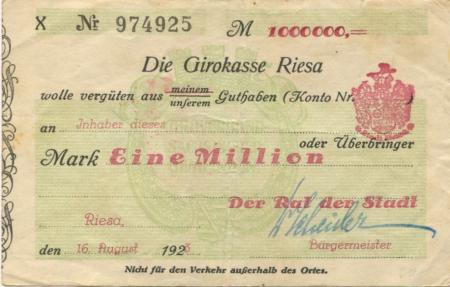 X № 974925 M 1000000,=
Die Girokasse Riesa
wolle vergüten aus meinem
unserem Guthaben (Konto Nr.
an Inhaber dieses
oder Überbringer
Mark Eine Million
Der Rat der Stadt
Riesa,
den 16. August 192
Bürgermeister
Nicht für den Verkehr außerhalb des Ortes.